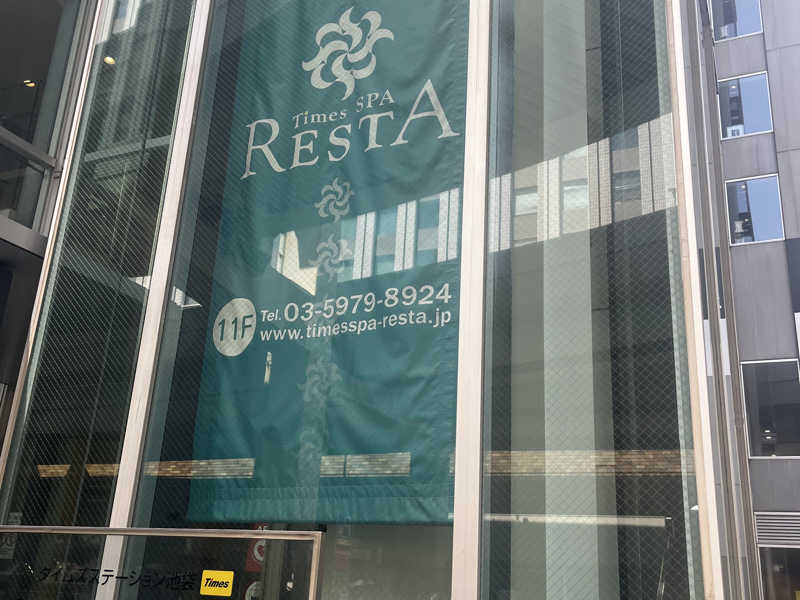 Times SPA
RESTA
11F
Tel. 03-5979-8924
www.timesspa-resta.jp
タイムズステーション池袋
Times